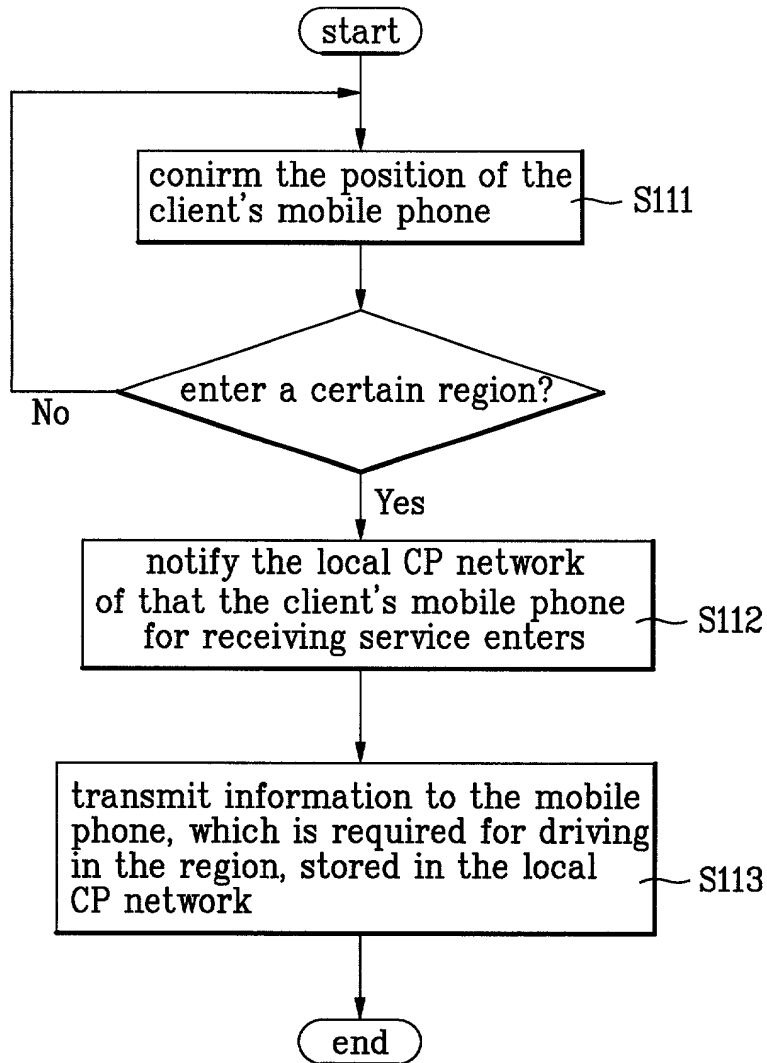 start
conirm the position of the
client's mobile phone
S111
enter a certain region?
No
Yes
notify the local CP network
of that the client's mobile phone
for receiving service enters
S112
transmit information to the mobile
phone, which is required for driving
in the region, stored in the local
CP network
S113
end